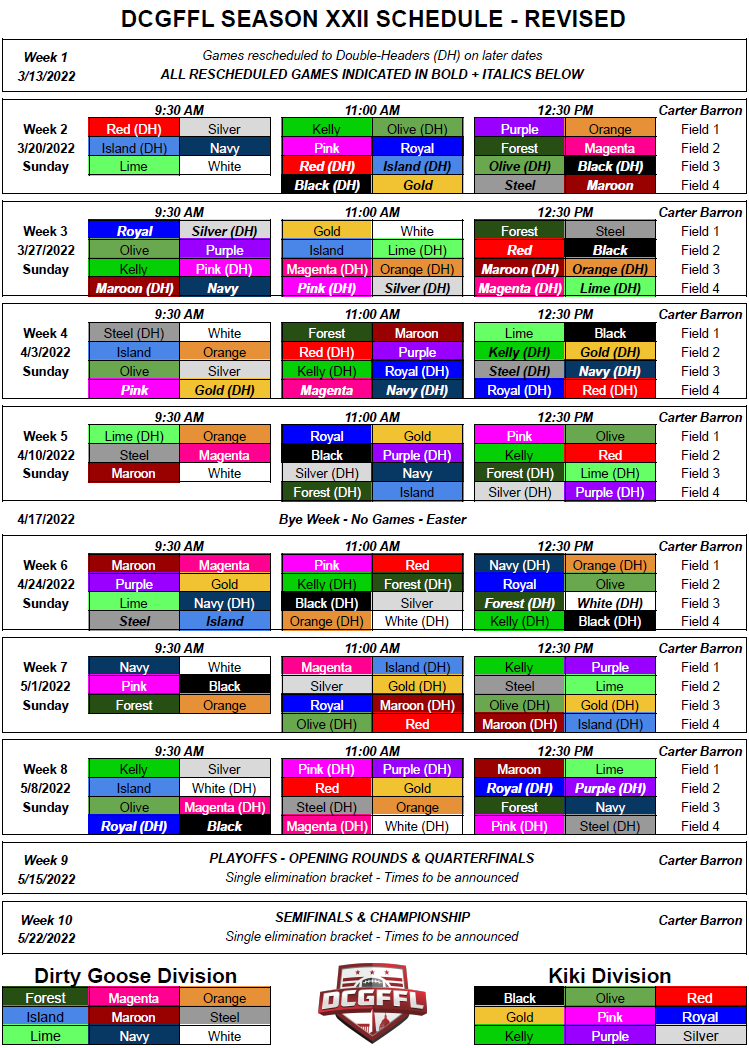 DCGFFL SEASON XXII SCHEDULE - REVISED
Week 1 Games rescheduled to Double-Headers (DH) on later dates
3/13/2022 ALL RESCHEDULED GAMES INDICATED IN BOLD + ITALICS BELOW
9:30 AM 11:00 AM 12:30 PM Carter Barron
Week 2 Red (DH) Silver Kelly Olive (DH) Purple Orange Field 1
3/20/2022 Island (DH) Navy Pink Royal Forest Magenta Field 2
Sunday Lime White Red (DH) Island (DH) Olive (DH) Black (DH) Field 3
Black (DH) Gold Steel Maroon Field 4
9:30 AM 11:00 AM 12:30 PM Carter Barron
Week 3 Royal Silver (DH) Gold White Forest Steel Field 1
3/27/2022 Olive Purple Island Lime (DH) Red Black Field 2
Sunday Kelly Pink (DH) Magenta (DH) Orange (DH) Maroon (DH) Orange (DH) Field 3
Maroon (DH) Navy Pink (DH) Silver (DH) Magenta (DH) Lime (DH) Field 4
9:30 AM 11:00 AM 12:30 PM Carter Barron
Week 4 Steel (DH) White Forest Maroon Lime Black Field 1
4/3/2022 Island Orange Red (DH) Purple Kelly (DH) Gold (DH) Field 2
Sunday Olive Silver Kelly (DH) Royal (DH) Steel (DH) Navy (DH) Field 3
Pink Gold (DH) Magenta Navy (DH) Royal (DH) Red (DH) Field 4
9:30 AM 11:00 AM 12:30 PM Carter Barron
Week 5 Lime (DH) Orange Royal Gold Pink Olive Field 1
4/10/2022 Steel Magenta Black Purple (DH) Kelly Red Field 2
Sunday Maroon White Silver (DH) Navy Forest (DH) Lime (DH) Field 3
Forest (DH) Island Silver (DH) Purple (DH) Field 4
4/17/2022 Bye Week - No Games - Easter
9:30 AM 11:00 AM 12:30 PM Carter Barron
Week 6 Maroon Magenta Pink Red Navy (DH) Orange (DH) Field 1
4/24/2022 Purple Gold Kelly (DH) Forest (DH) Royal Olive Field 2
Sunday Lime Navy (DH) Black (DH) Silver Forest (DH) White (DH) Field 3
Steel Island Orange (DH) White (DH) Kelly (DH) Black (DH) Field 4
9:30 AM 11:00 AM 12:30 PM Carter Barron
Week 7 Navy White Magenta Island (DH) Kelly Purple Field 1
5/1/2022 Pink Black Silver Gold (DH) Steel Lime Field 2
Sunday Forest Orange Royal Maroon (DH) Olive (DH) Gold (DH) Field 3
Olive (DH) Red Maroon (DH) Island (DH) Field 4
9:30 AM 11:00 AM 12:30 PM Carter Barron
Week 8 Kelly Silver Pink (DH) Purple (DH) Maroon Lime Field 1
5/8/2022 Island White (DH) Red Gold Royal (DH) Purple (DH) Field 2
Sunday Olive Magenta (DH) Steel (DH) Orange Forest Navy Field 3
Royal (DH) Black Magenta (DH) White (DH) Pink (DH) Steel (DH) Field 4
Week 9 PLAYOFFS - OPENING ROUNDS & QUARTERFINALS Carter Barron
5/15/2022 Single elimination bracket - Times to be announced
Week 10 SEMIFINALS & CHAMPIONSHIP Carter Barron
5/22/2022 Single elimination bracket - Times to be announced
Dirty Goose Division Kiki Division
Forest Magenta Orange Black Olive Red
Island Maroon Steel DCGFFL Gold Pink Royal
Lime Navy White Kelly Purple Silver